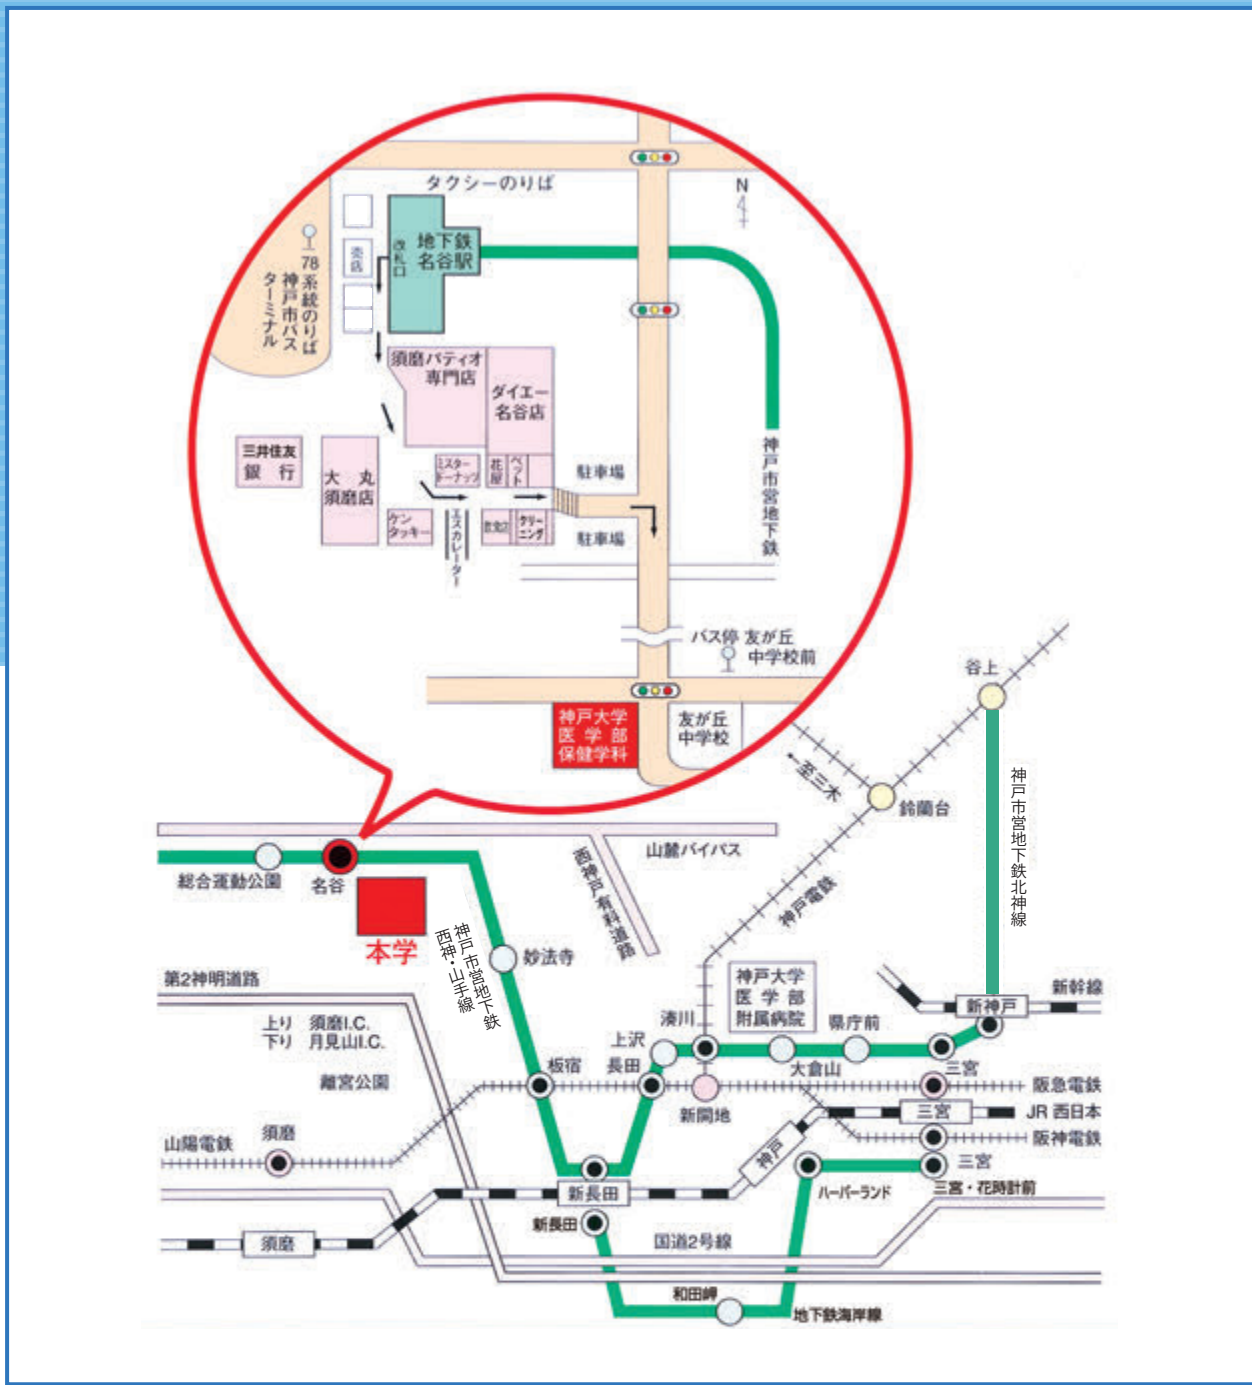 タクシーのりば
N
78系統のりば
神戸市バス
ターミナル
売店
改札口
地下鉄
名谷駅
須磨パティオ
専門店
ダイエー
名谷店
三井住友
銀 行
大 丸
須磨店
ミスター
ドーナッツ
花屋
ペット
駐車場
ケン
タッキー
エスカレーター
クリー
ニング
駐車場
神戸市営地下鉄
バス停 友が丘
中学校前
神戸大学
医学部
保健学科
友が丘
中学校
谷上
←至三木
鈴蘭台
神戸市営地下鉄北神線
山麓バイパス
西神戸有料道路
神戸電鉄
総合運動公園
名谷
本学
神戸市営地下鉄
西神・山手線
妙法寺
第2神明道路
上り 須磨I.C.
下り 月見山I.C.
離宮公園
神戸大学
医学部
附属病院
湊川
上沢
長田
板宿
大倉山
県庁前
三宮
新神戸
新幹線
新開地
阪急電鉄
三宮
JR 西日本
阪神電鉄
三宮
山陽電鉄
須磨
神戸
新長田
新長田
ハーバーランド
三宮・花時計前
須磨
国道2号線
和田岬
地下鉄海岸線